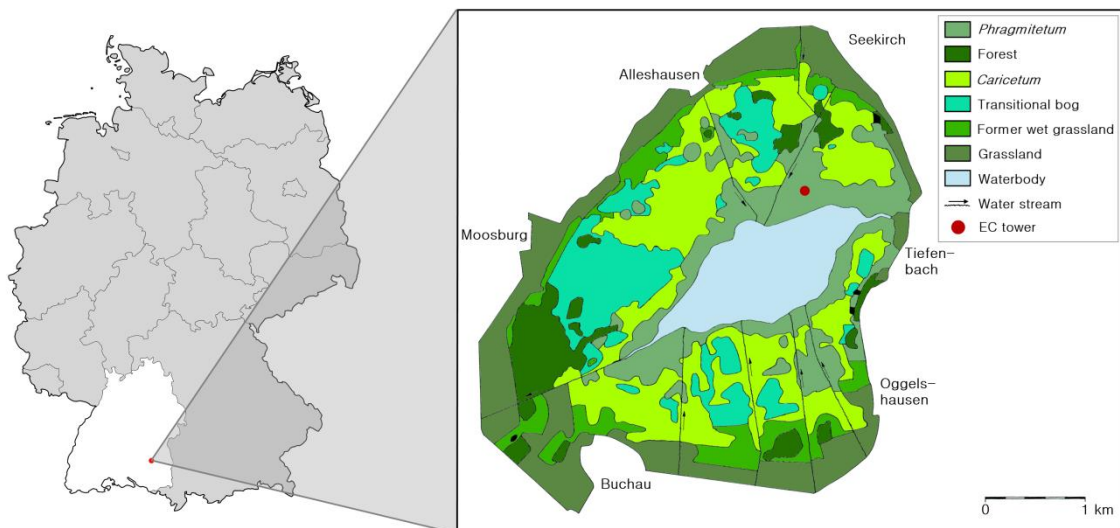 Seekirch
Alleshausen
Moosburg
Tiefen-
bach
Oggels-
hausen
Buchau
Phragmitetum
Forest
Caricetum
Transitional bog
Former wet grassland
Grassland
Waterbody
Water stream
EC tower
0 1 km